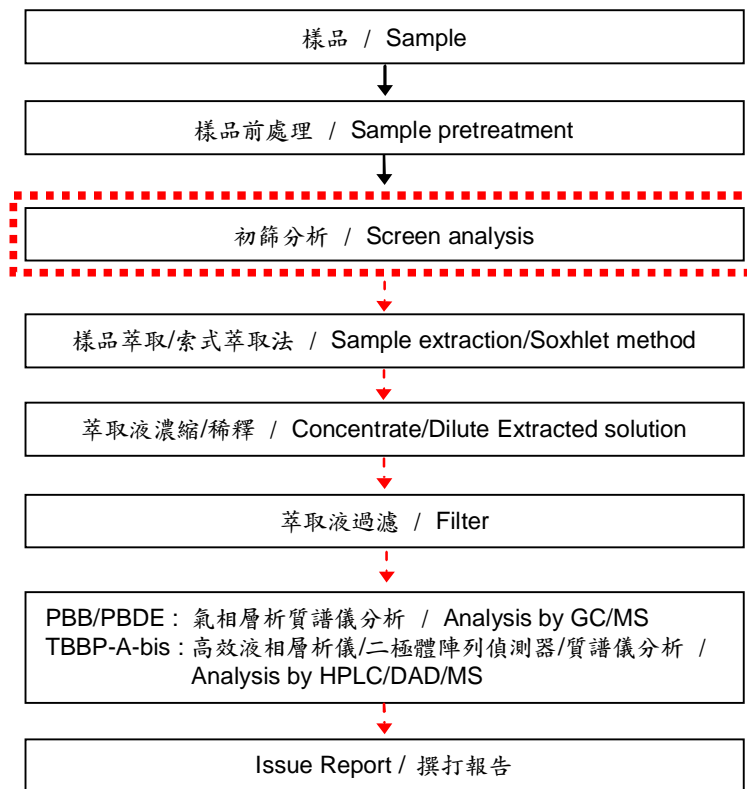 樣品 / Sample
樣品前處理 / Sample pretreatment
初篩分析 / Screen analysis
樣品萃取/索式萃取法 / Sample extraction/Soxhlet method
萃取液濃縮/稀釋 / Concentrate/Dilute Extracted solution
萃取液過濾 / Filter
PBB/PBDE : 氣相層析質譜儀分析 / Analysis by GC/MS
TBBP-A-bis : 高效液相層析儀/二極體陣列偵測器/質譜儀分析 /
Analysis by HPLC/DAD/MS
Issue Report / 撰打報告